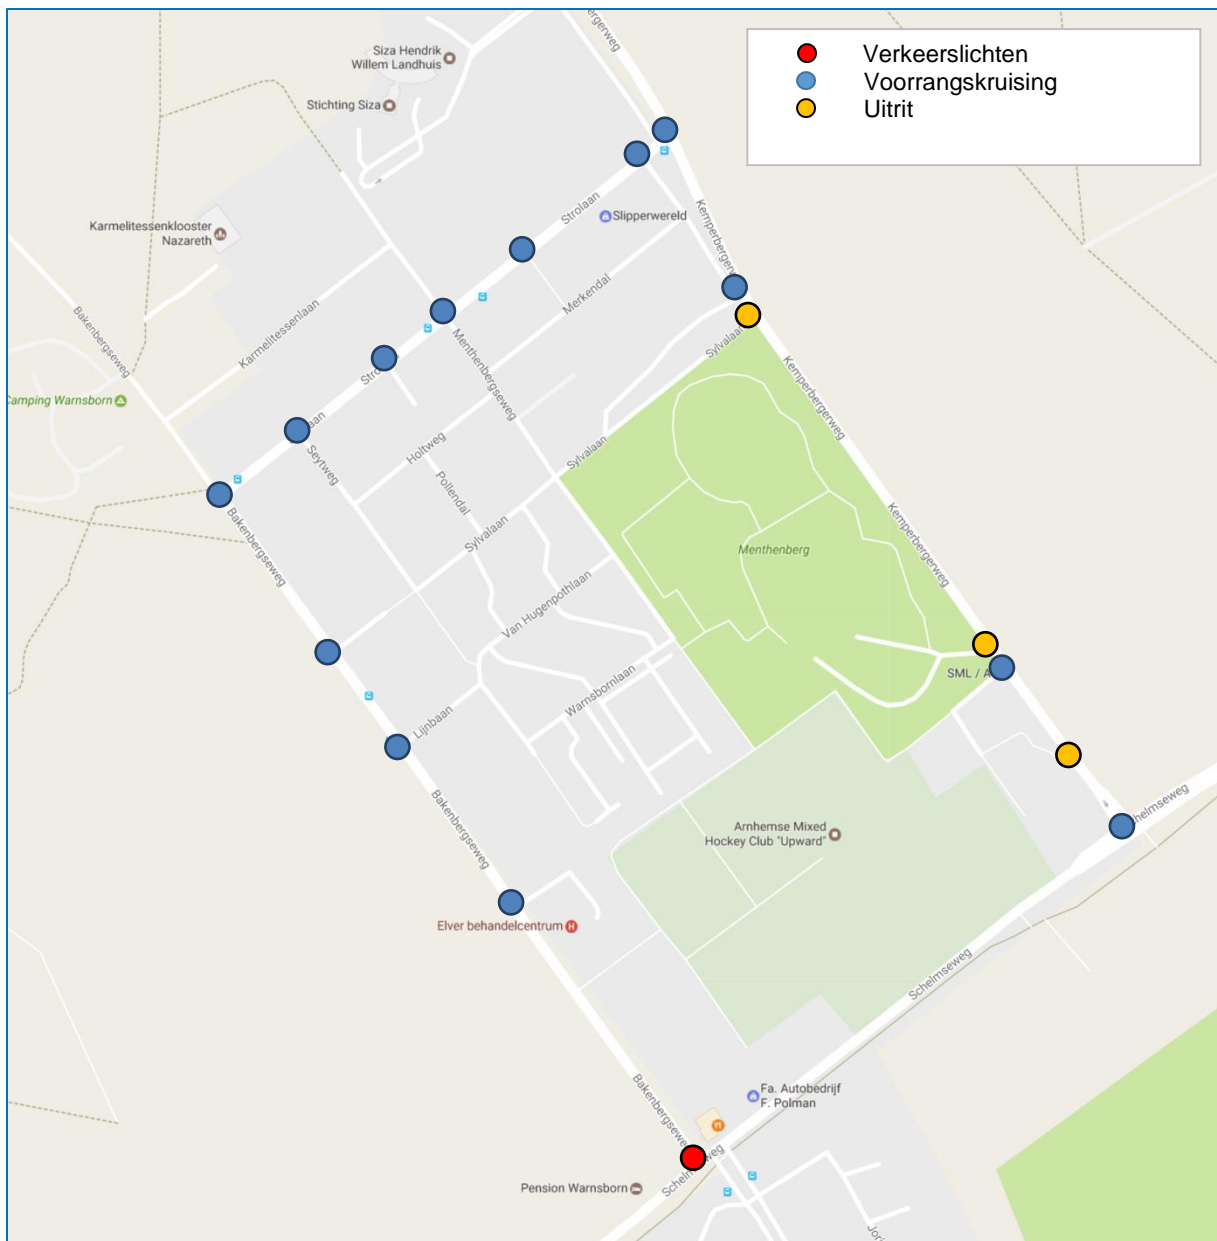 Verkeerslichten
Voorrangskruising
Uitrit
Siza Hendrik
Willem Landhuis
Stichting Siza
Karmelitessenklooster
Nazareth
Slipperwereld
Strolaan
Merkendal
Karmelitessenlaan
Bakenbergseweg
Menthenbergseweg
Camping Warnsborn
Sylvalaan
Kemperbergerweg
Holtweg
Seytweg
Pollendal
Sylvalaan
Sylvalaan
Bakenbergseweg
Kemperbergerweg
Menthenberg
Van Hugenpothlaan
Warnsbornlaan
SML / A
Lijnbaan
Bakenbergseweg
Arnhemse Mixed
Hockey Club "Upward"
Elver behandelcentrum
H
Schelmseweg
Fa. Autobedrijf
F. Polman
Pension Warnsborn